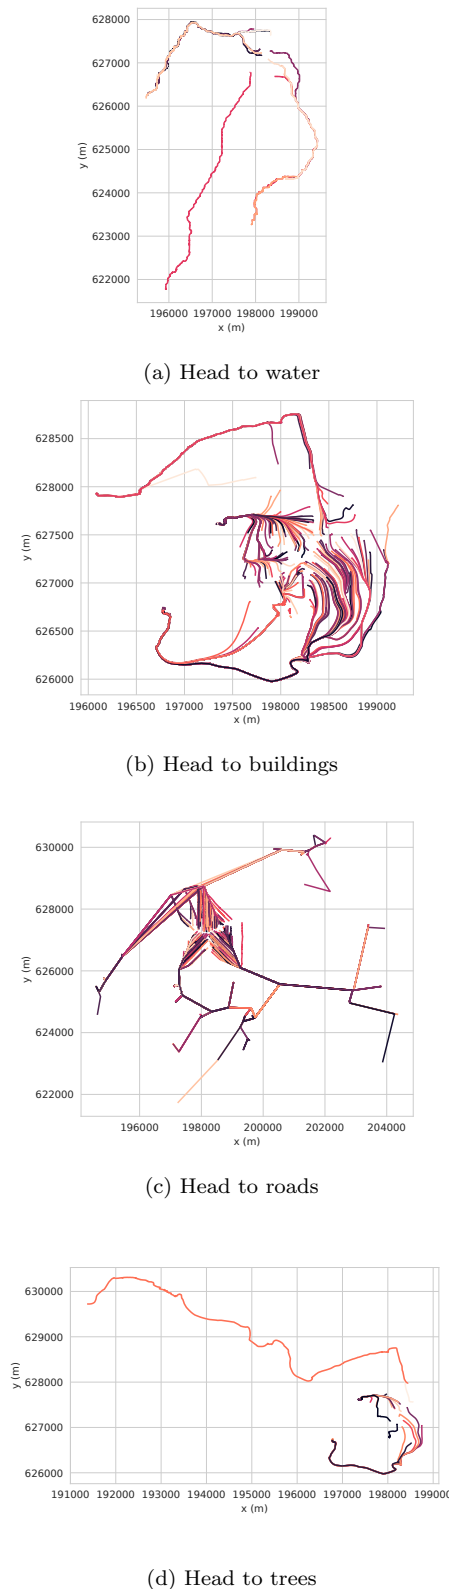 628000
627000
626000
625000
624000
623000
622000
y (m)
196000 197000 198000 199000
x (m)
(a) Head to water
628500
628000
627500
627000
626500
626000
y (m)
196000 196500 197000 197500 198000 198500 199000
x (m)
(b) Head to buildings
630000
628000
626000
624000
622000
y (m)
196000 198000 200000 202000 204000
x (m)
(c) Head to roads
630000
629000
628000
627000
626000
y (m)
191000 192000 193000 194000 195000 196000 197000 198000 199000
x (m)
(d) Head to trees